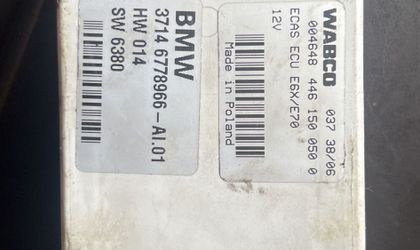 WABCO 037 38/06
004648 446 150 050 0
ECAS ECU E6X/E70
12V
Made in Poland
BMW
3714 6778966-AI.01
HW 014
SW 6380